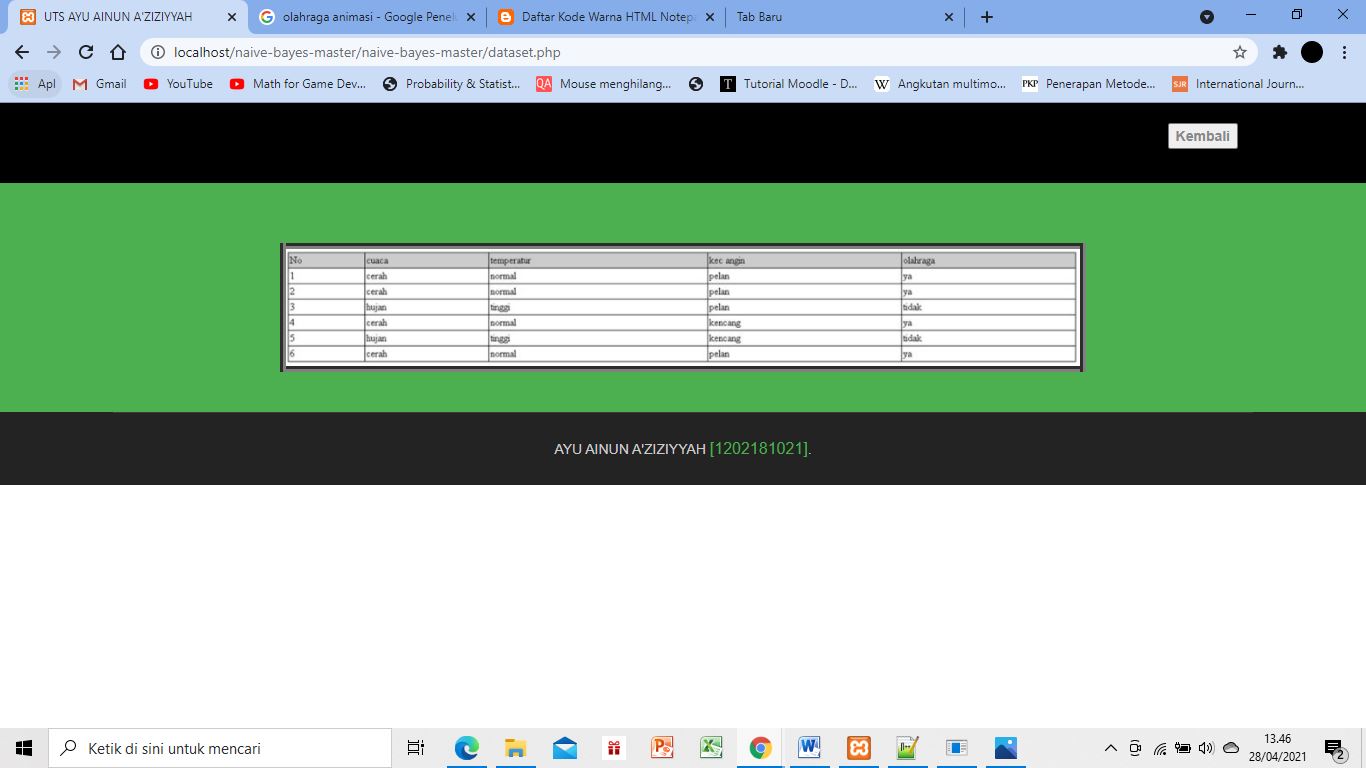 UTS AYU AINUN A'ZIZIYYAH olahraga animasi - Google Penel Daftar Kode Warna HTML Notep Tab Baru
localhost/naive-bayes-master/naive-bayes-master/dataset.php
Apl Gmail YouTube Math for Game Dev... Probability & Statist... QA Mouse menghilang... T Tutorial Moodle - D... W Angkutan multimo... PKP Penerapan Metode... SJR International Journ...
Kembali
No cuaca temperatur kec angin olahraga
1 cerah normal pelan ya
2 cerah normal pelan ya
3 hujan tinggi pelan tidak
4 cerah normal kencang ya
5 hujan tinggi kencang tidak
6 cerah normal pelan ya
AYU AINUN A'ZIZIYYAH [1202181021].
Ketik di sini untuk mencari
13.46
28/04/2021
2